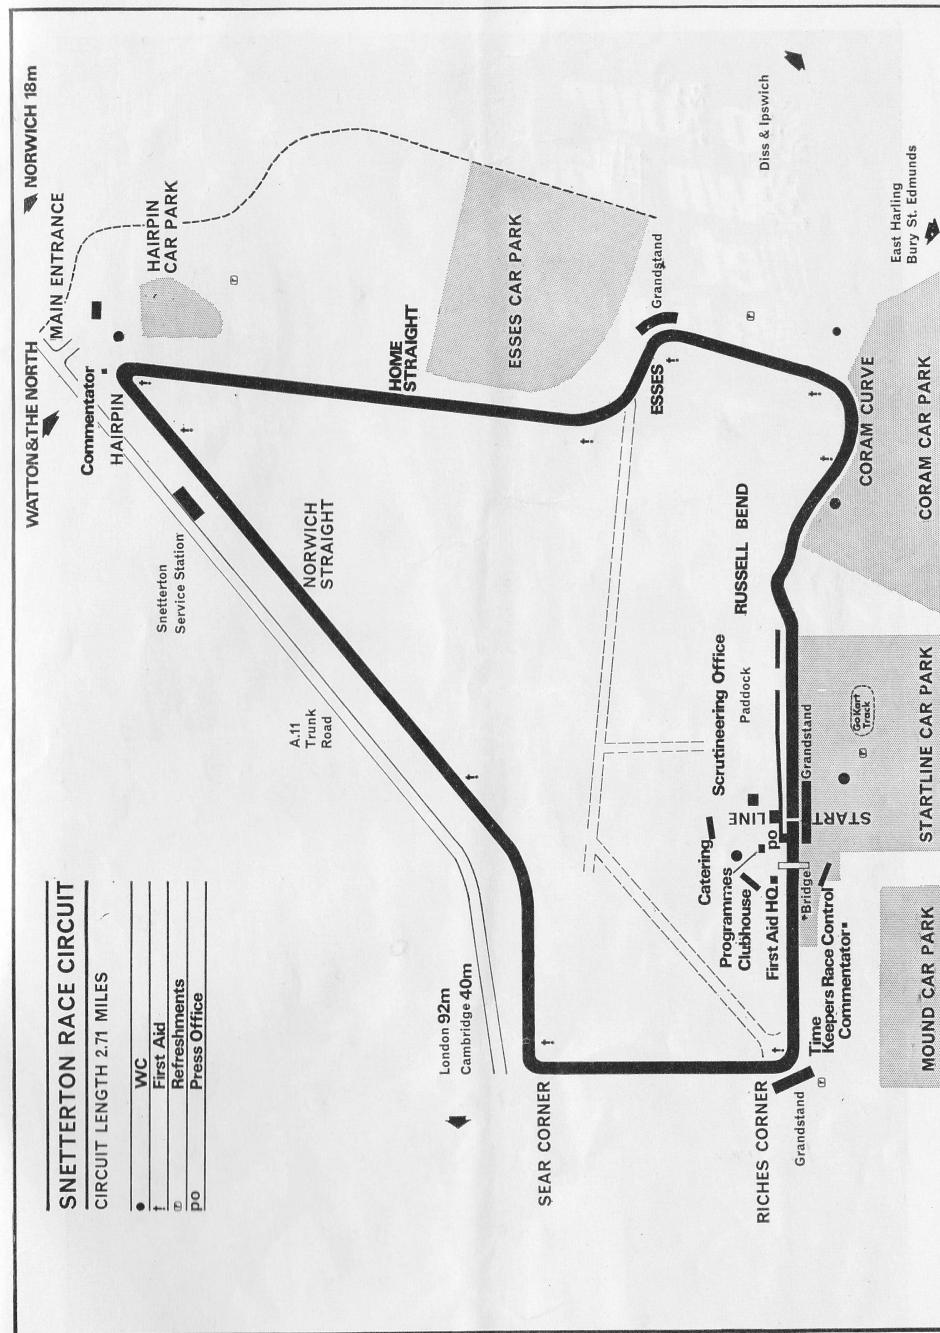 SNETTERTON RACE CIRCUIT
CIRCUIT LENGTH 2.71 MILES
WC
First Aid
Refreshments
po Press Office
WATTON & THE NORTH
NORWICH 18m
MAIN ENTRANCE
Commentator
HAIRPIN
HAIRPIN
CAR PARK
Snetterton
Service Station
NORWICH
STRAIGHT
HOME
STRAIGHT
A.11
Trunk
Road
London 92m
Cambridge 40m
ESSES CAR PARK
Grandstand
ESSES
Diss & Ipswich
East Harling
Bury St. Edmunds
SEAR CORNER
RICHES CORNER
Grandstand
Catering
Programmes
Clubhouse
First Aid HQ.
po
LINE
START
Scrutineering Office
Paddock
RUSSELL BEND
CORAM CURVE
CORAM CAR PARK
Bridge
Grandstand
Go Kart
Track
Time
Keepers Race Control
Commentator
MOUND CAR PARK
STARTLINE CAR PARK